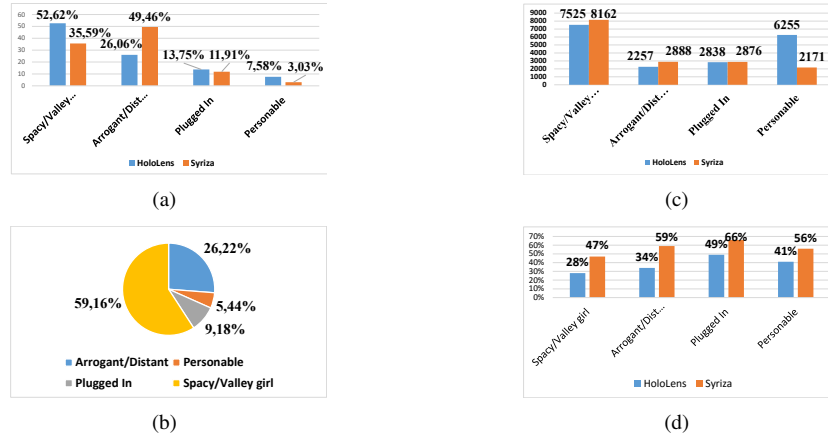 52,62%
49,46%
35,59%
26,06%
13,75%
11,91%
7,58%
3,03%
60
50
40
30
20
10
0
Spacy/Valley...
Arrogant/Dist...
Plugged In
Personable
HoloLens Syriza
(a)
7525 8162
6255
2257 2888 2838 2876
2171
9000
8000
7000
6000
5000
4000
3000
2000
1000
0
Spacy/Valley...
Arrogant/Dist...
Plugged In
Personable
HoloLens Syriza
(c)
26,22%
59,16%
5,44%
9,18%
Arrogant/Distant Personable
Plugged In Spacy/Valley girl
(b)
70%
60%
50%
40%
30%
20%
10%
0%
28% 47% 34% 59% 49% 66% 41% 56%
Spacy/Valley girl
Arrogant/Dist...
Plugged In
Personable
HoloLens Syriza
(d)